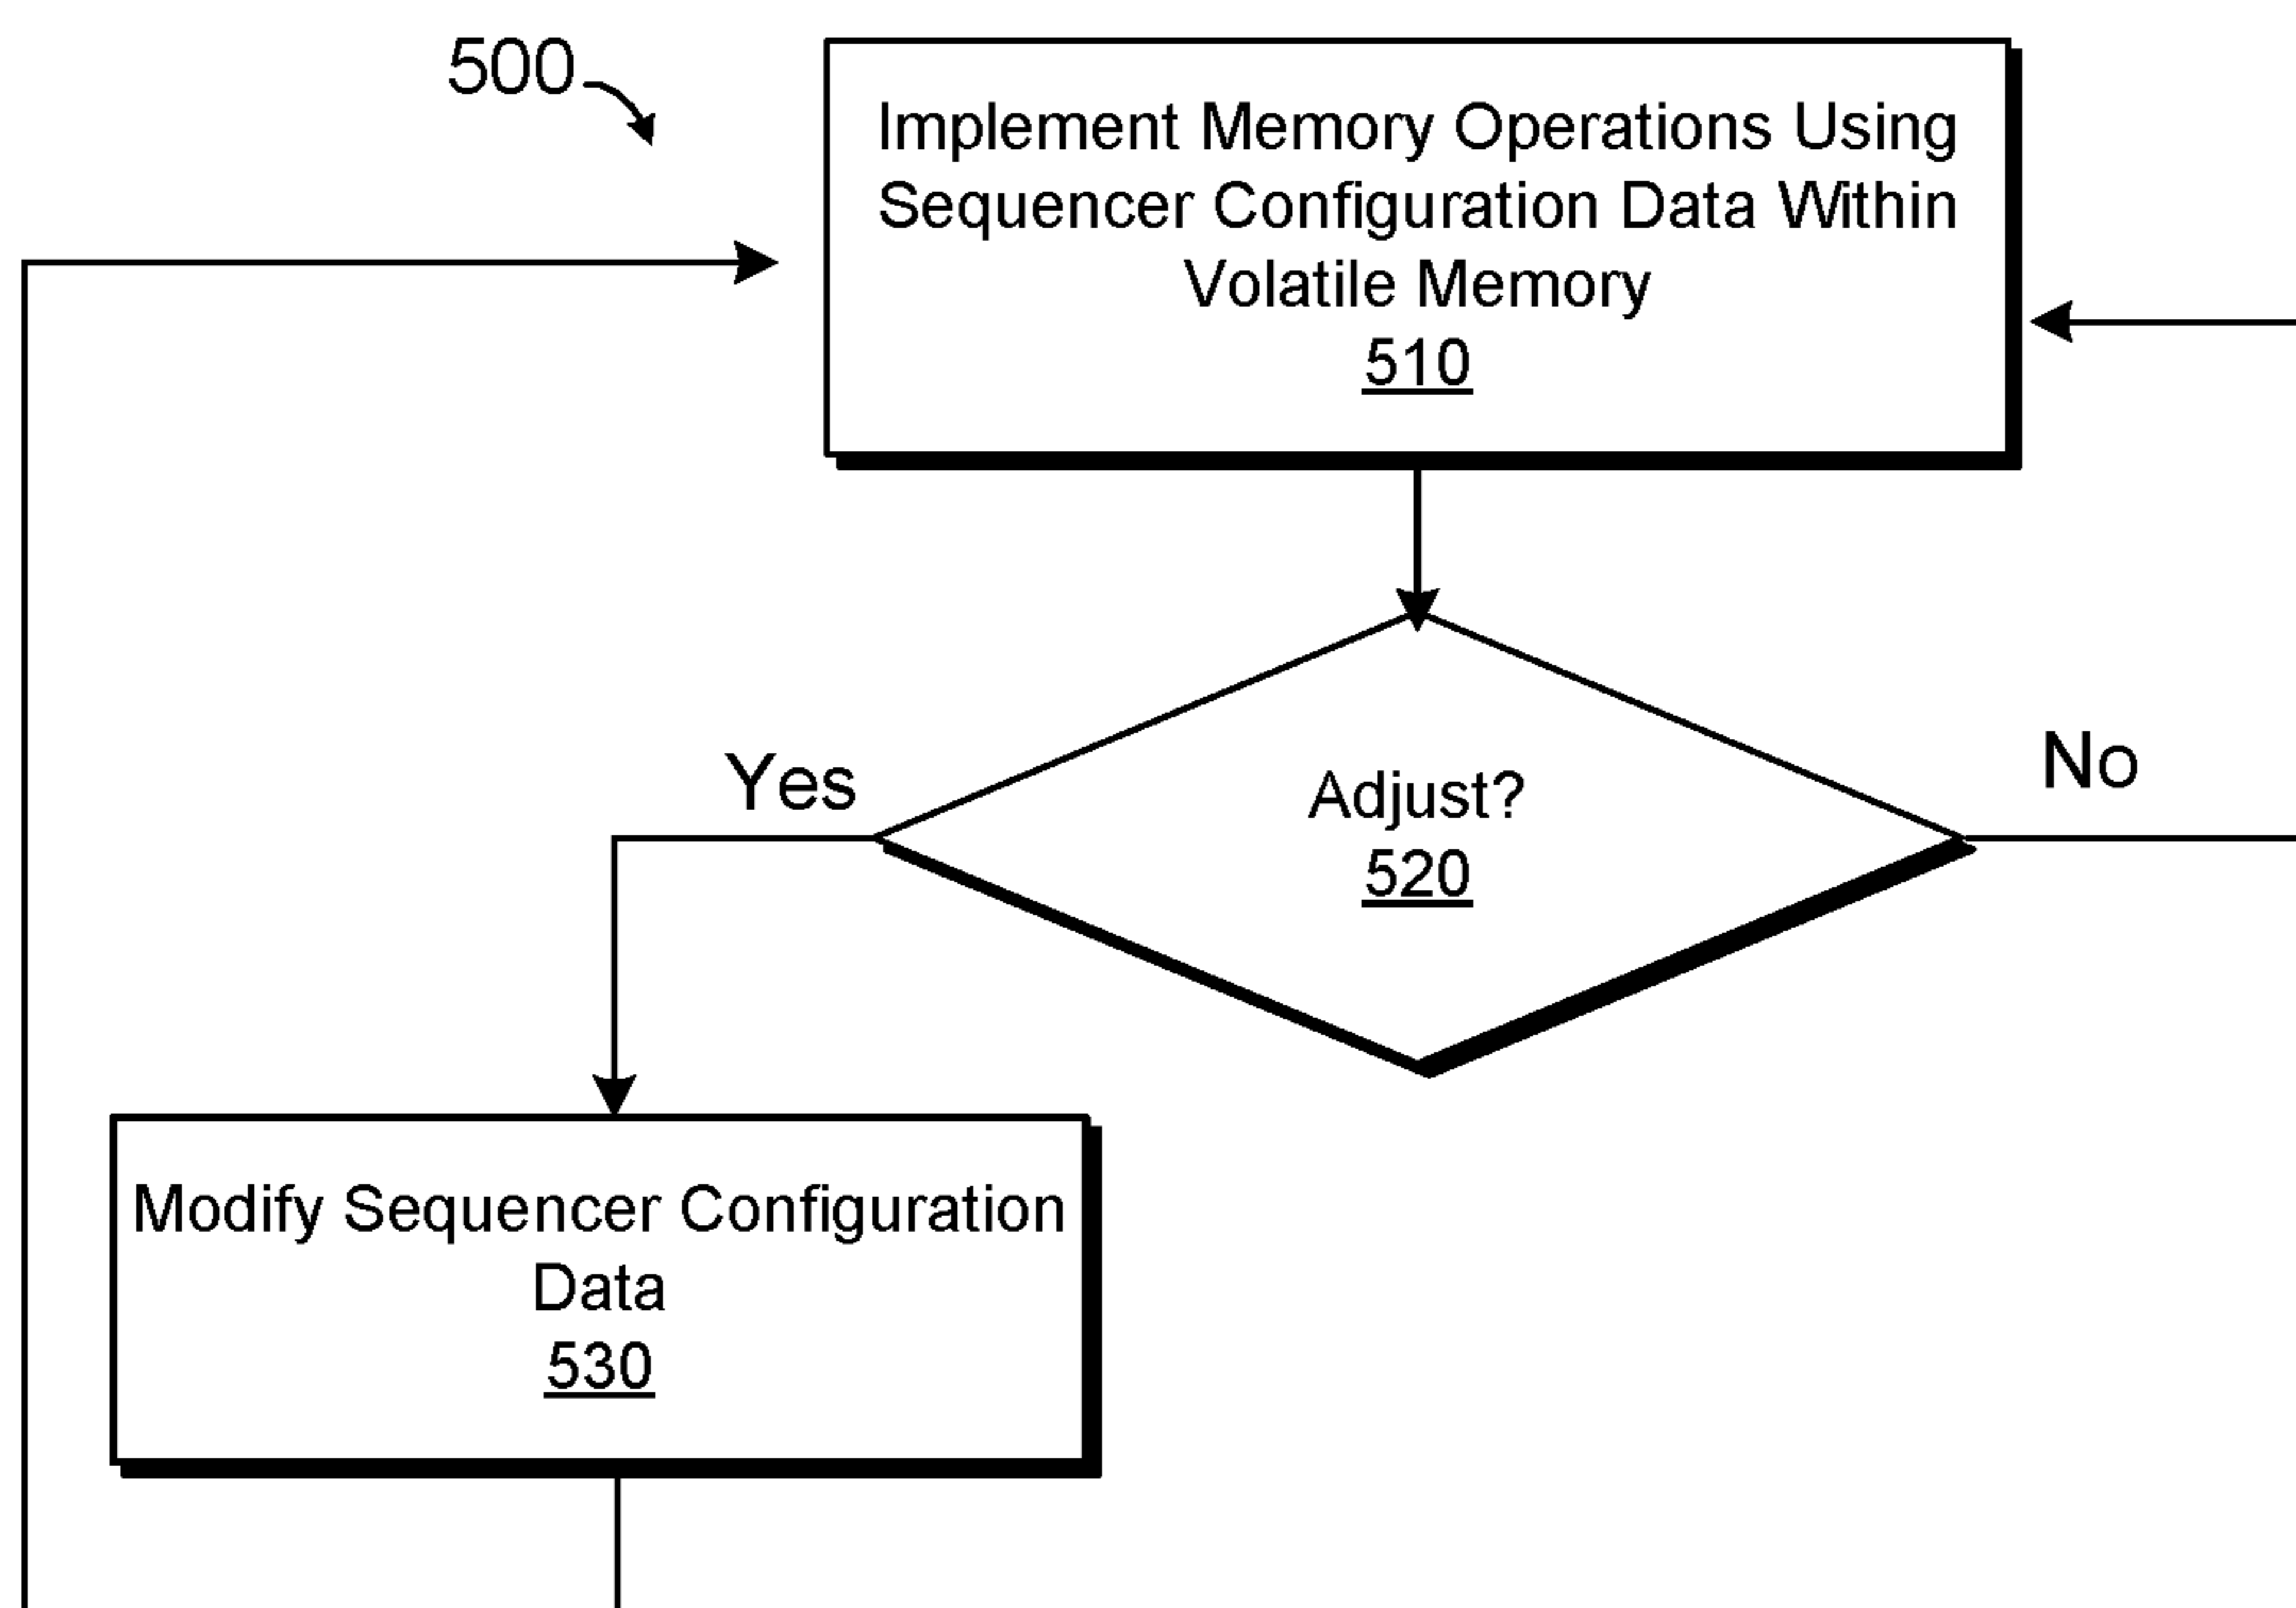 500
Implement Memory Operations Using
Sequencer Configuration Data Within
Volatile Memory
510
Yes
No
Adjust?
520
Modify Sequencer Configuration
Data
530